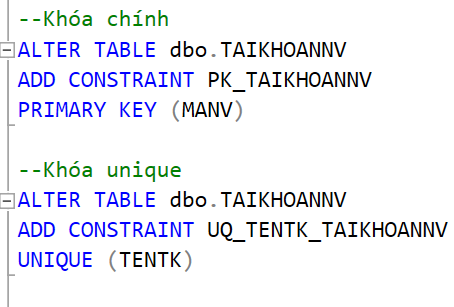 --Khóa chính
ALTER TABLE dbo.TAIKHOANNV
ADD CONSTRAINT PK_TAIKHOANNV
PRIMARY KEY (MANV)
--Khóa unique
ALTER TABLE dbo.TAIKHOANNV
ADD CONSTRAINT UQ_TENTK_TAIKHOANNV
UNIQUE (TENTK)